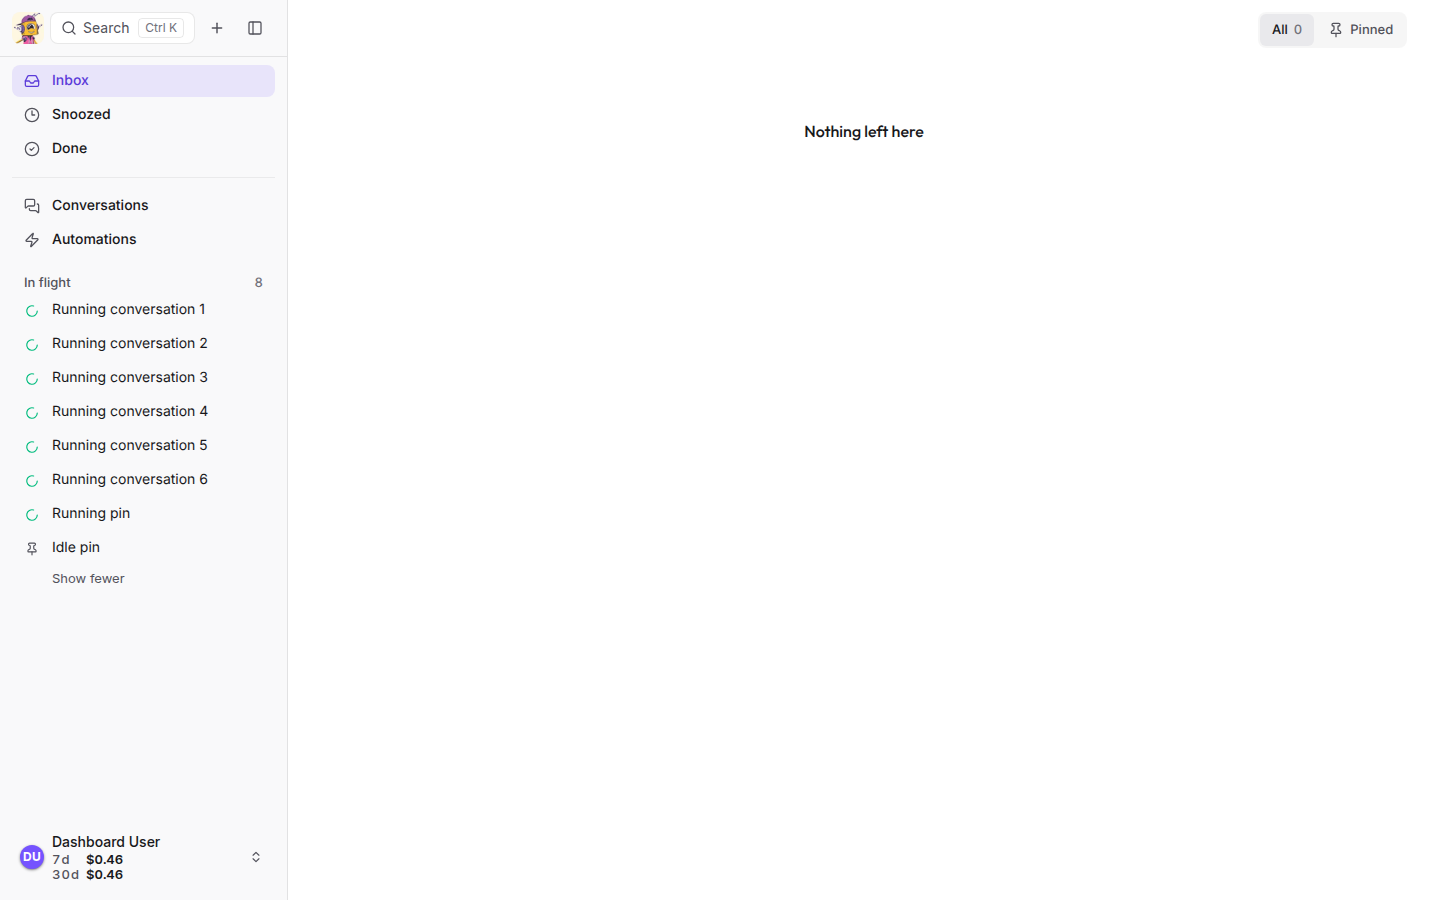 Search Ctrl K
All 0 Pinned
Inbox
Snoozed
Done
Nothing left here
Conversations
Automations
In flight 8
Running conversation 1
Running conversation 2
Running conversation 3
Running conversation 4
Running conversation 5
Running conversation 6
Running pin
Idle pin
Show fewer
DU
Dashboard User
7d $0.46
30d $0.46